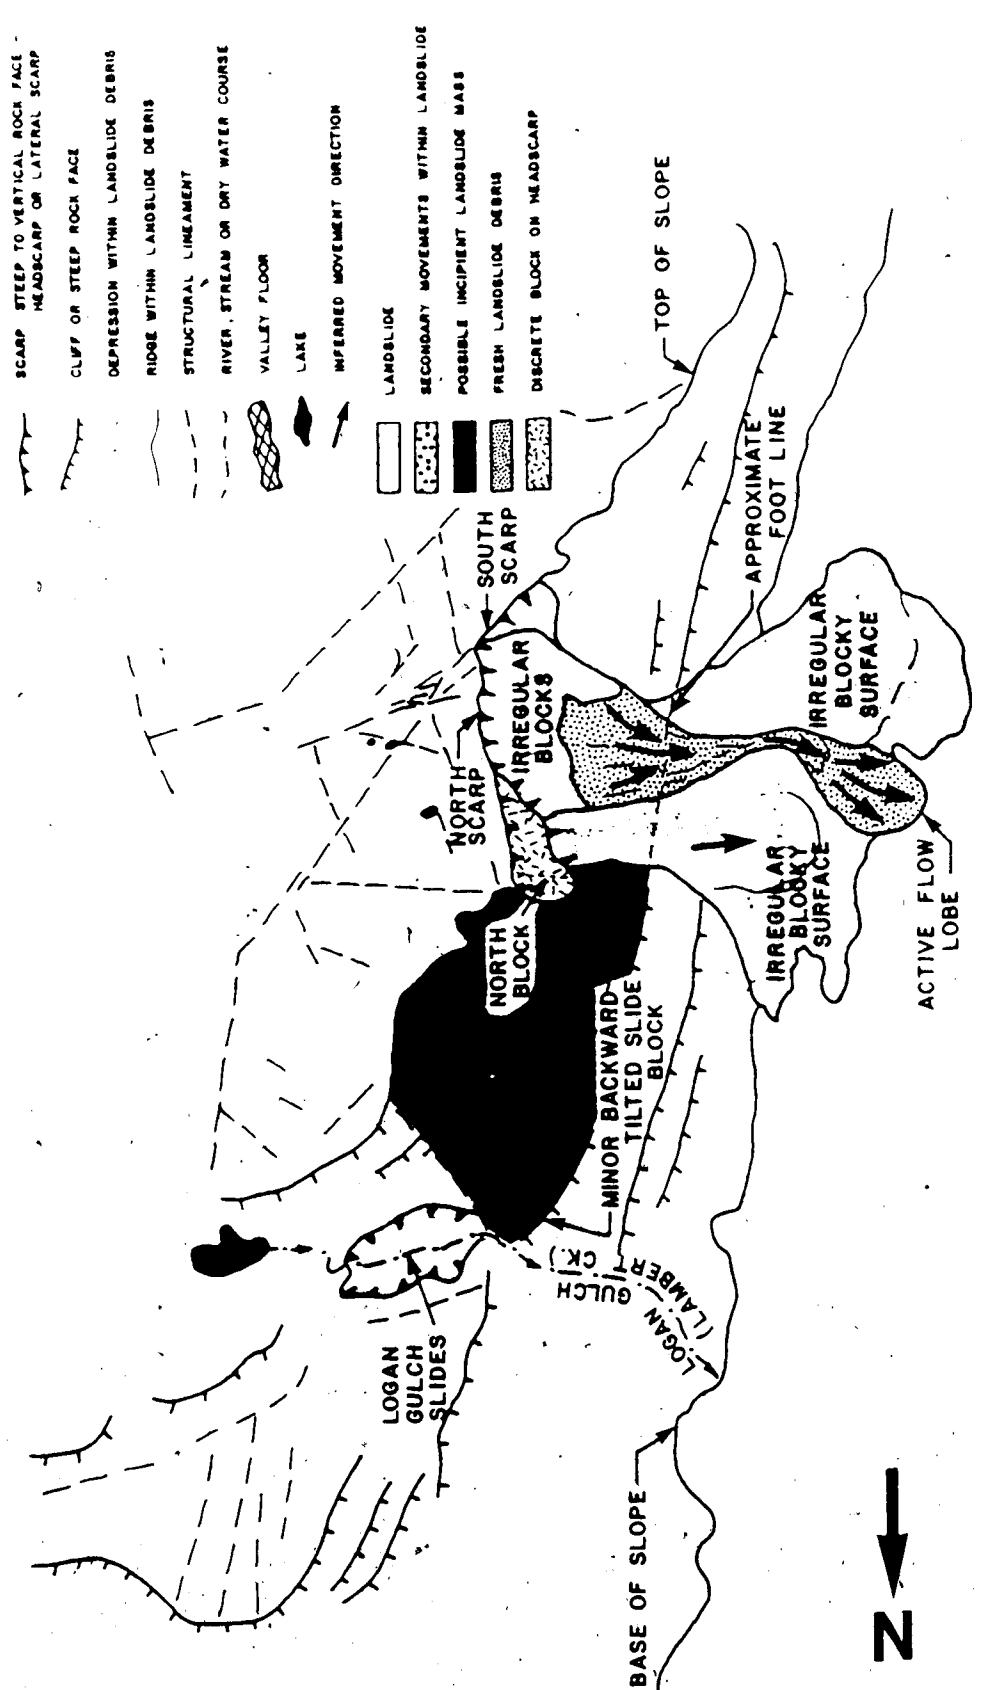 SCARP STEEP TO VERTICAL ROCK FACE -
HEADSCARP OR LATERAL SCARP
CLIFF OR STEEP ROCK FACE
DEPRESSION WITHIN LANDSLIDE DEBRIS
RIDGE WITHIN LANDSLIDE DEBRIS
STRUCTURAL LINEAMENT
RIVER, STREAM OR DRY WATER COURSE
VALLEY FLOOR
LAKE
INFERRED MOVEMENT DIRECTION
LANDSLIDE
SECONDARY MOVEMENTS WITHIN LANDSLIDE
POSSIBLE INCIPIENT LANDSLIDE MASS
FRESH LANDSLIDE DEBRIS
DISCRETE BLOCK ON HEADSCARP
TOP OF SLOPE
APPROXIMATE
FOOT LINE
SOUTH
SCARP
IRREGULAR
BLOCKS
NORTH
SCARP
IRREGULAR
BLOCKY
SURFACE
IRREGULAR
BLOCKY
SURFACE
ACTIVE FLOW
LOBE
NORTH
BLOCK
MINOR BACKWARD
TILTED SLIDE
BLOCK
LOGAN GULCH
(LAMBER CK.)
LOGAN
GULCH
SLIDES
BASE OF SLOPE
N